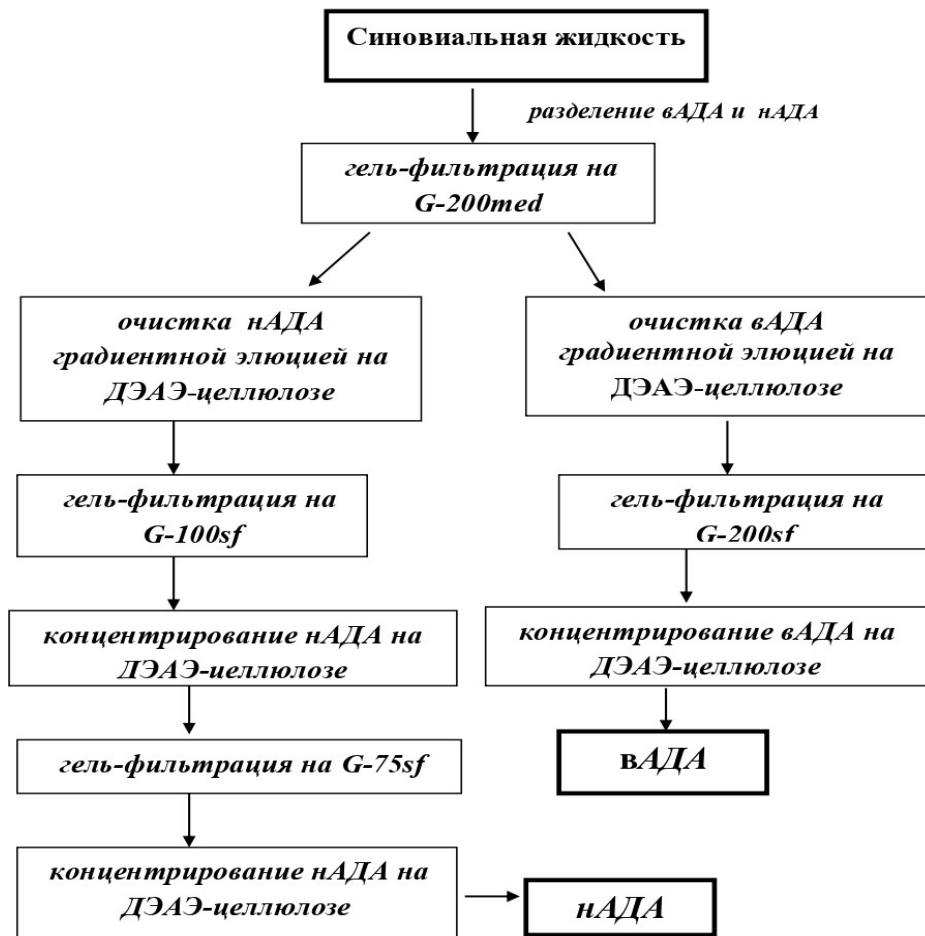 Синовиальная жидкость
разделение вАДА и нАДА
гель-фильтрация на
G-200med
очистка нАДА
градиентной элюцией на
ДЭАЭ-целлюлозе
очистка вАДА
градиентной элюцией на
ДЭАЭ-целлюлозе
гель-фильтрация на
G-100sf
гель-фильтрация на
G-200sf
концентрирование нАДА на
ДЭАЭ-целлюлозе
концентрирование вАДА на
ДЭАЭ-целлюлозе
гель-фильтрация на G-75sf
вАДА
концентрирование нАДА на
ДЭАЭ-целлюлозе
нАДА